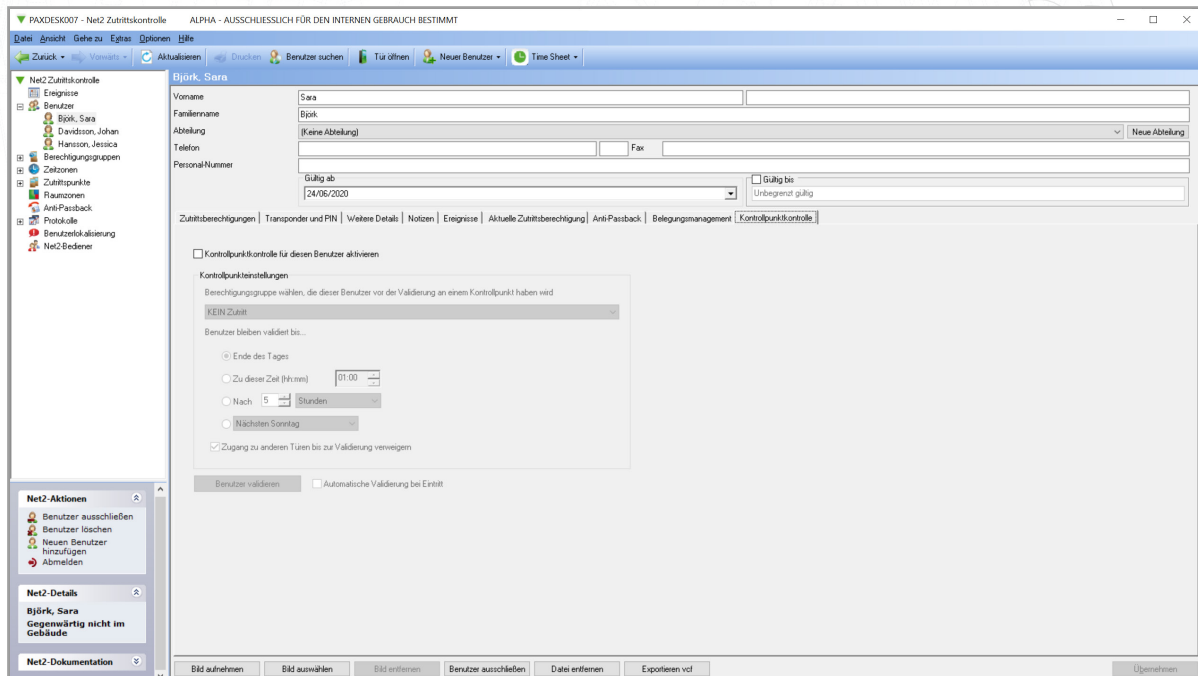 PAXDESK007 - Net2 Zutrittskontrolle ALPHA - AUSSCHLIESSLICH FÜR DEN INTERNEN GEBRAUCH BESTIMMT
Datei Ansicht Gehe zu Extras Optionen Hilfe
Zurück Vorwärts Aktualisieren Drucken Benutzer suchen Tür öffnen Neuer Benutzer Time Sheet
Net2 Zutrittskontrolle
Ereignisse
Benutzer
Björk, Sara
Davidsson, Johan
Hansson, Jessica
Berechtigungsgruppen
Zeitzonen
Zutrittspunkte
Raumzonen
Anti-Passback
Protokolle
Benutzerlokalisierung
Net2-Bediener
Björk, Sara
Vorname Sara
Familienname Björk
Abteilung (Keine Abteilung) Neue Abteilung
Telefon Fax
Personal-Nummer
Gültig ab Gültig bis
24/06/2020 Unbegrenzt gültig
Zutrittsberechtigungen Transponder und PIN Weitere Details Notizen Ereignisse Aktuelle Zutrittsberechtigung Anti-Passback Belegungsmanagement Kontrollpunktkontrolle
Kontrollpunktkontrolle für diesen Benutzer aktivieren
Kontrollpunkteinstellungen
Berechtigungsgruppe wählen, die dieser Benutzer vor der Validierung an einem Kontrollpunkt haben wird
KEIN Zutritt
Benutzer bleiben validiert bis...
Ende des Tages
Zu dieser Zeit (hh:mm) 01:00
Nach 5 Stunden
Nächsten Sonntag
Zugang zu anderen Türen bis zur Validierung verweigern
Benutzer validieren Automatische Validierung bei Eintritt
Net2-Aktionen
Benutzer ausschließen
Benutzer löschen
Neuen Benutzer
hinzufügen
Abmelden
Net2-Details
Björk, Sara
Gegenwärtig nicht im
Gebäude
Net2-Dokumentation
Bild aufnehmen Bild auswählen Bild entfernen Benutzer ausschließen Datei entfernen Exportieren vcf Übernehmen